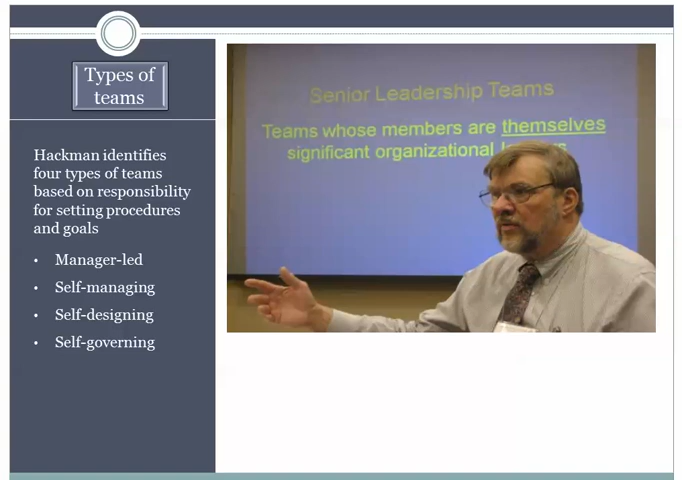 Types of
teams
Hackman identifies
four types of teams
based on responsibility
for setting procedures
and goals
• Manager-led
• Self-managing
• Self-designing
• Self-governing
Senior Leadership Teams
Teams whose members are themselves
significant organizational